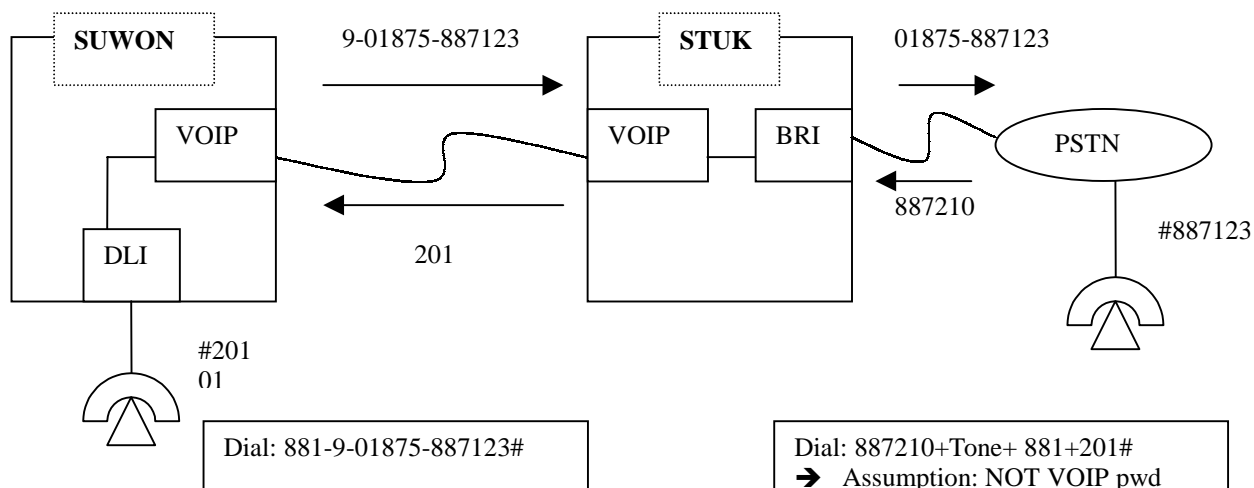 SUWON
9-01875-887123
STUK
01875-887123
VOIP
VOIP
BRI
PSTN
887210
#887123
DLI
201
#201
01
Dial: 881-9-01875-887123#
Dial: 887210+Tone+ 881+201#
➔ Assumption: NOT VOIP pwd